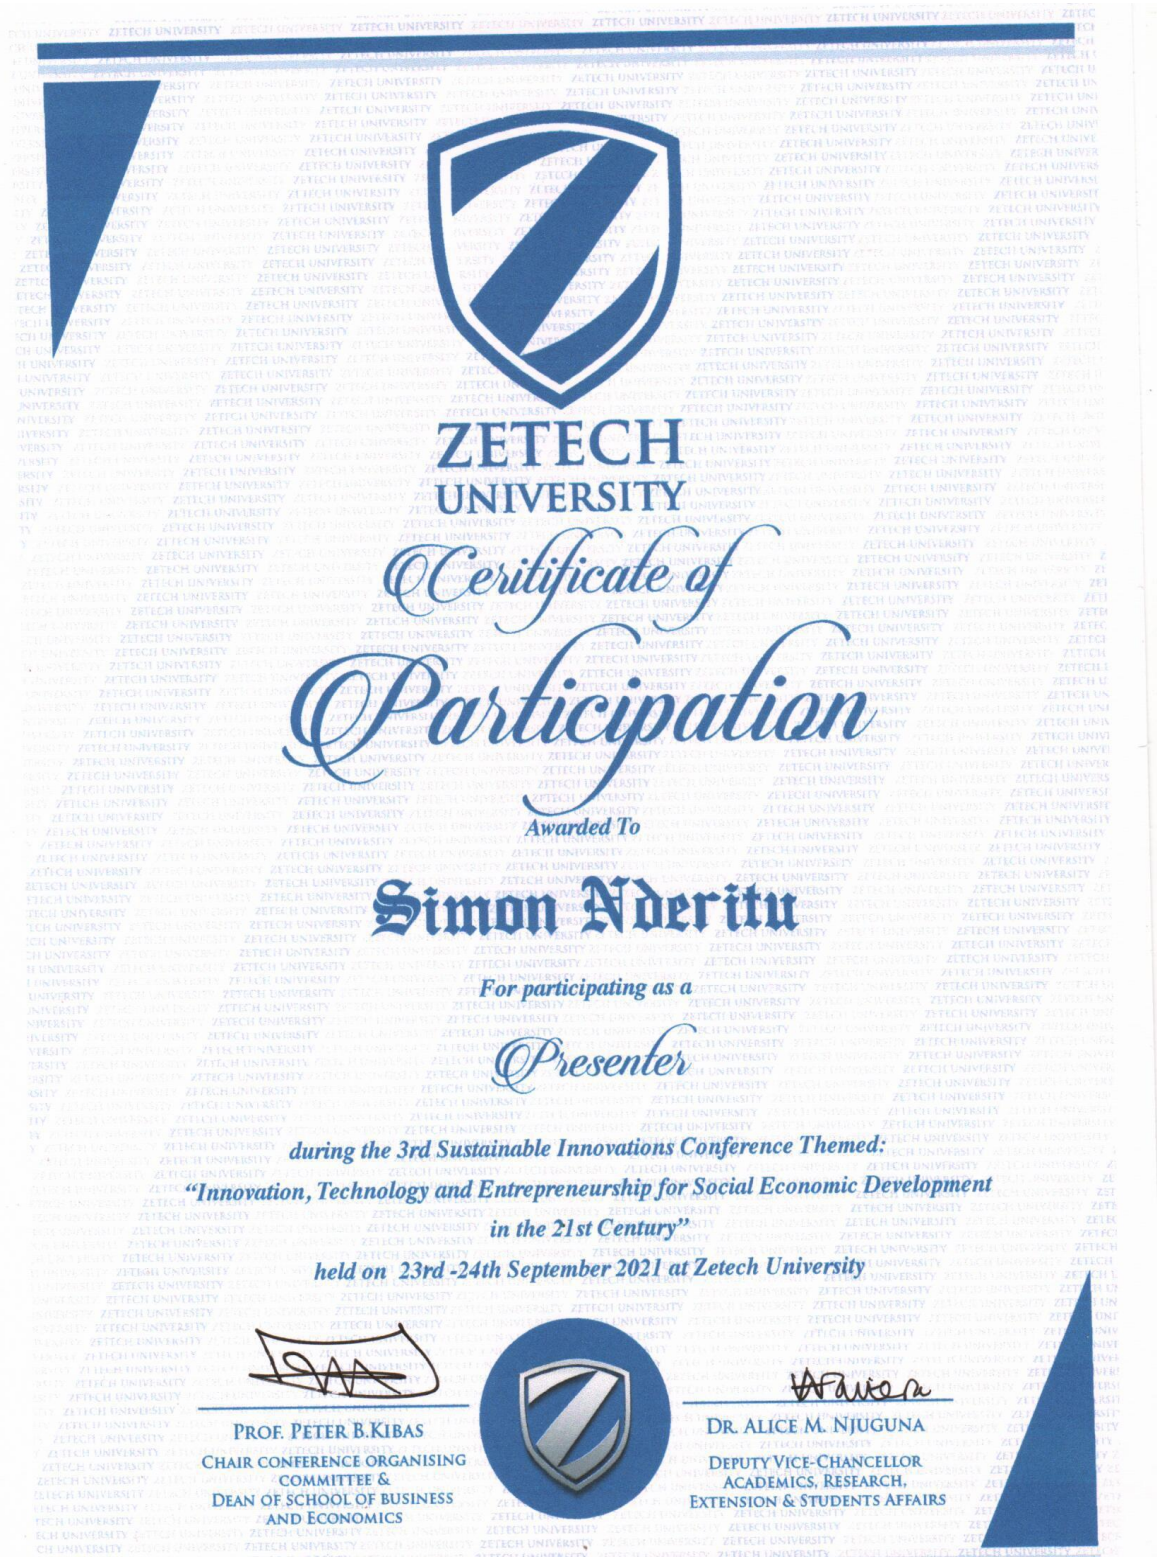 ZETECH
UNIVERSITY
Ceritificate of
Participation
Awarded To
Simon Nderitu
For participating as a
Presenter
during the 3rd Sustainable Innovations Conference Themed:
“Innovation, Technology and Entrepreneurship for Social Economic Development
in the 21st Century”
held on 23rd -24th September 2021 at Zetech University
PROF. PETER B.KIBAS
CHAIR CONFERENCE ORGANISING
COMMITTEE &
DEAN OF SCHOOL OF BUSINESS
AND ECONOMICS
DR. ALICE M. NJUGUNA
DEPUTY VICE-CHANCELLOR
ACADEMICS, RESEARCH,
EXTENSION & STUDENTS AFFAIRS